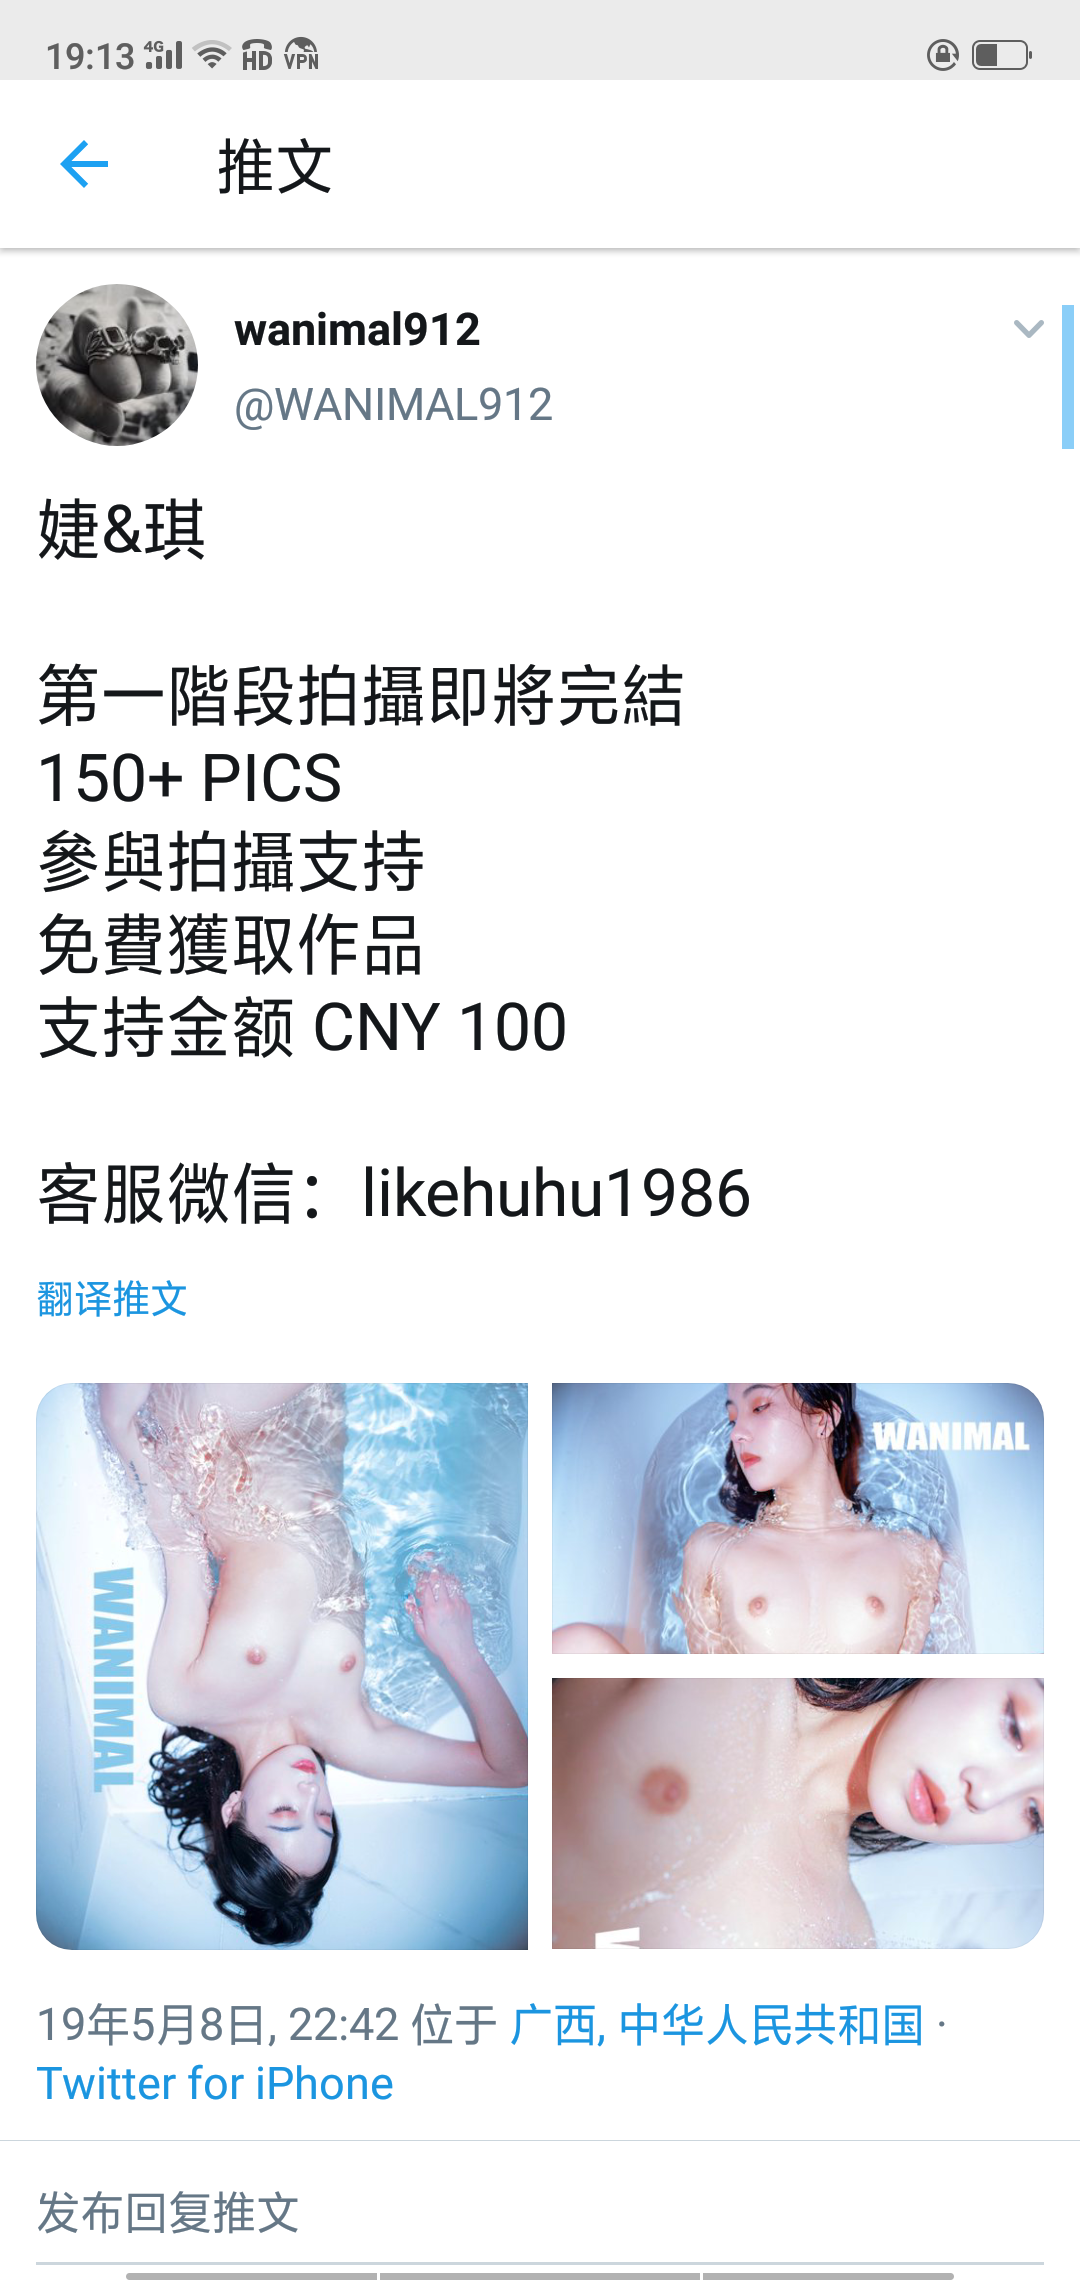 19:13 4G HD VPN
推文
wanimal912
@WANIMAL912
婕&琪
第一階段拍攝即將完結
150+ PICS
參與拍攝支持
免費獲取作品
支持金额 CNY 100
客服微信：likehuhu1986
翻译推文
WANIMAL
WANIMAL
W
19年5月8日, 22:42 位于 广西, 中华人民共和国 ·
Twitter for iPhone
发布回复推文